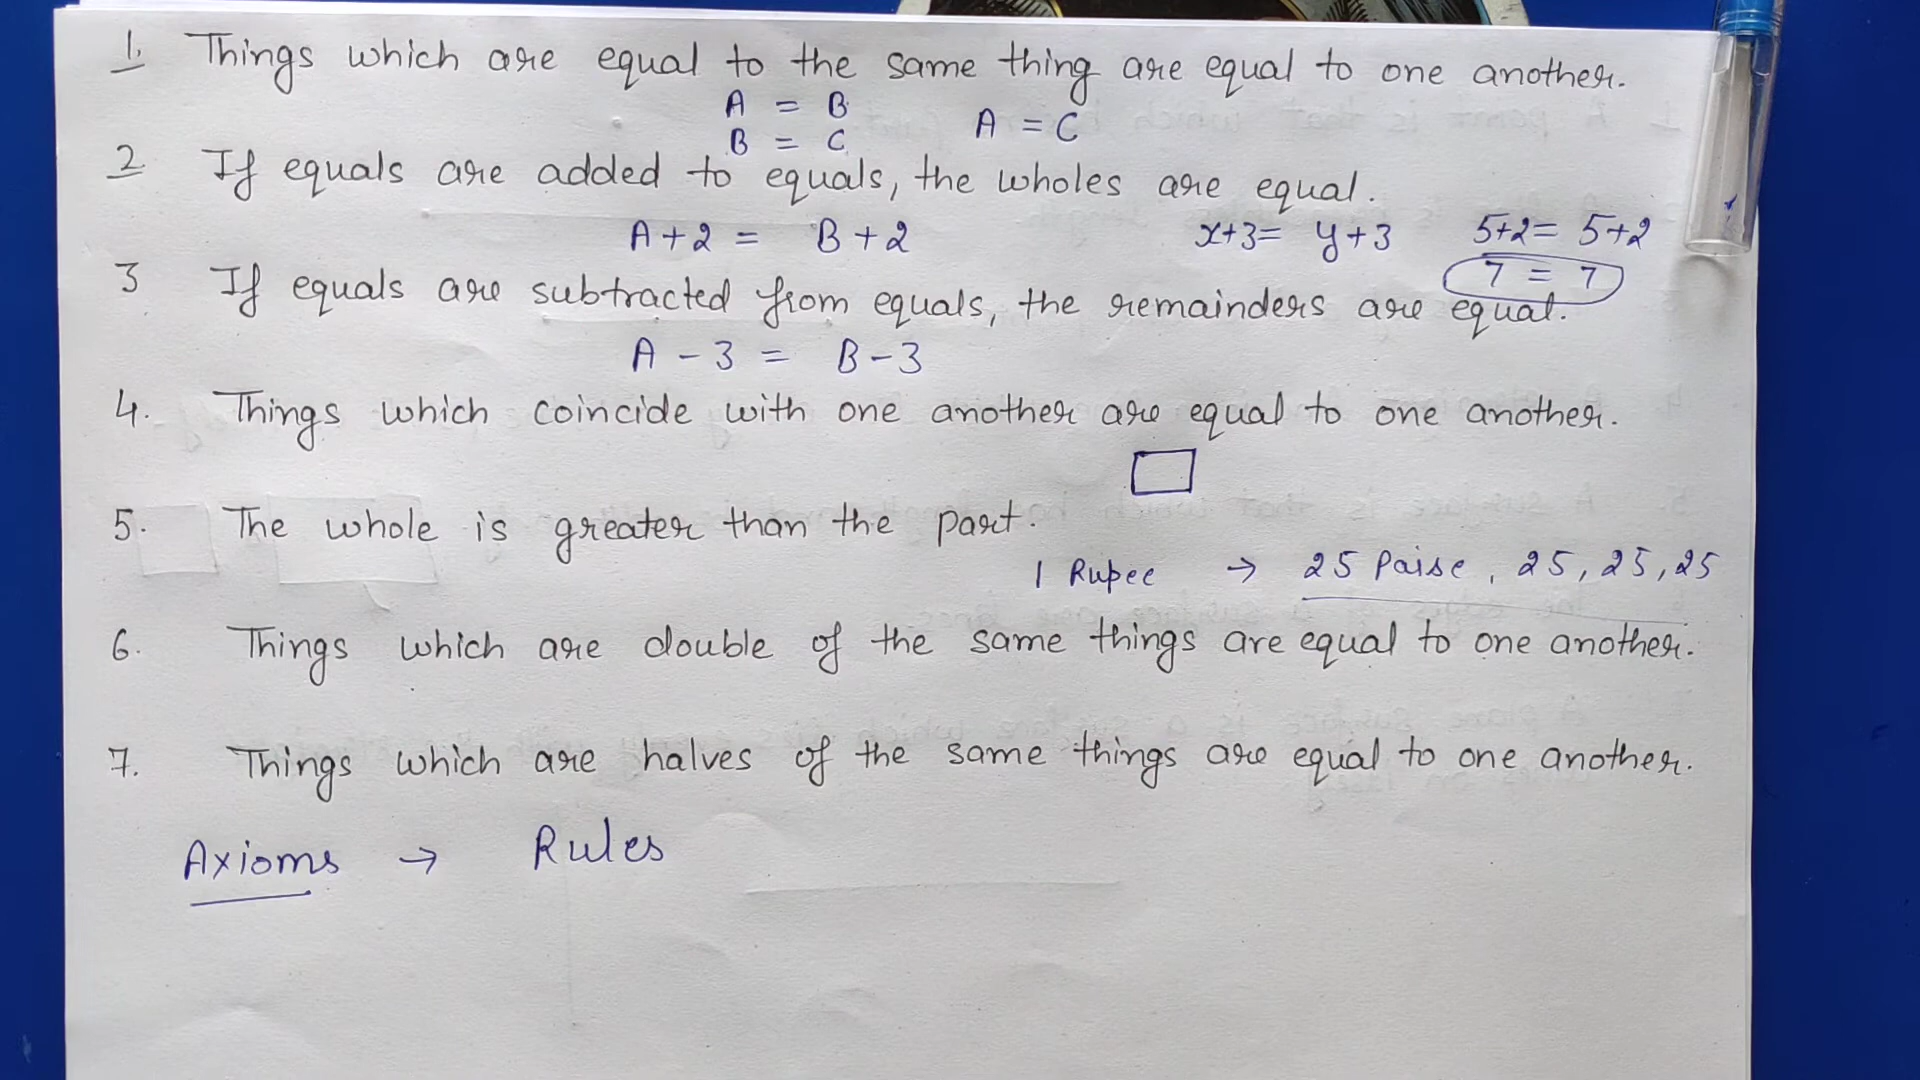 1. Things which are equal to the same thing are equal to one another.
A = B
B = C
A = C
2 If equals are added to equals, the wholes are equal.
A+2 = B+2 x+3= y+3 5+2= 5+2
7 = 7
3 If equals are subtracted from equals, the remainders are equal.
A - 3 = B-3
4. Things which coincide with one another are equal to one another.
5. The whole is greater than the part.
1 Rupee → 25 Paise, 25, 25, 25
6. Things which are double of the same things are equal to one another.
7. Things which are halves of the same things are equal to one another.
Axioms → Rules